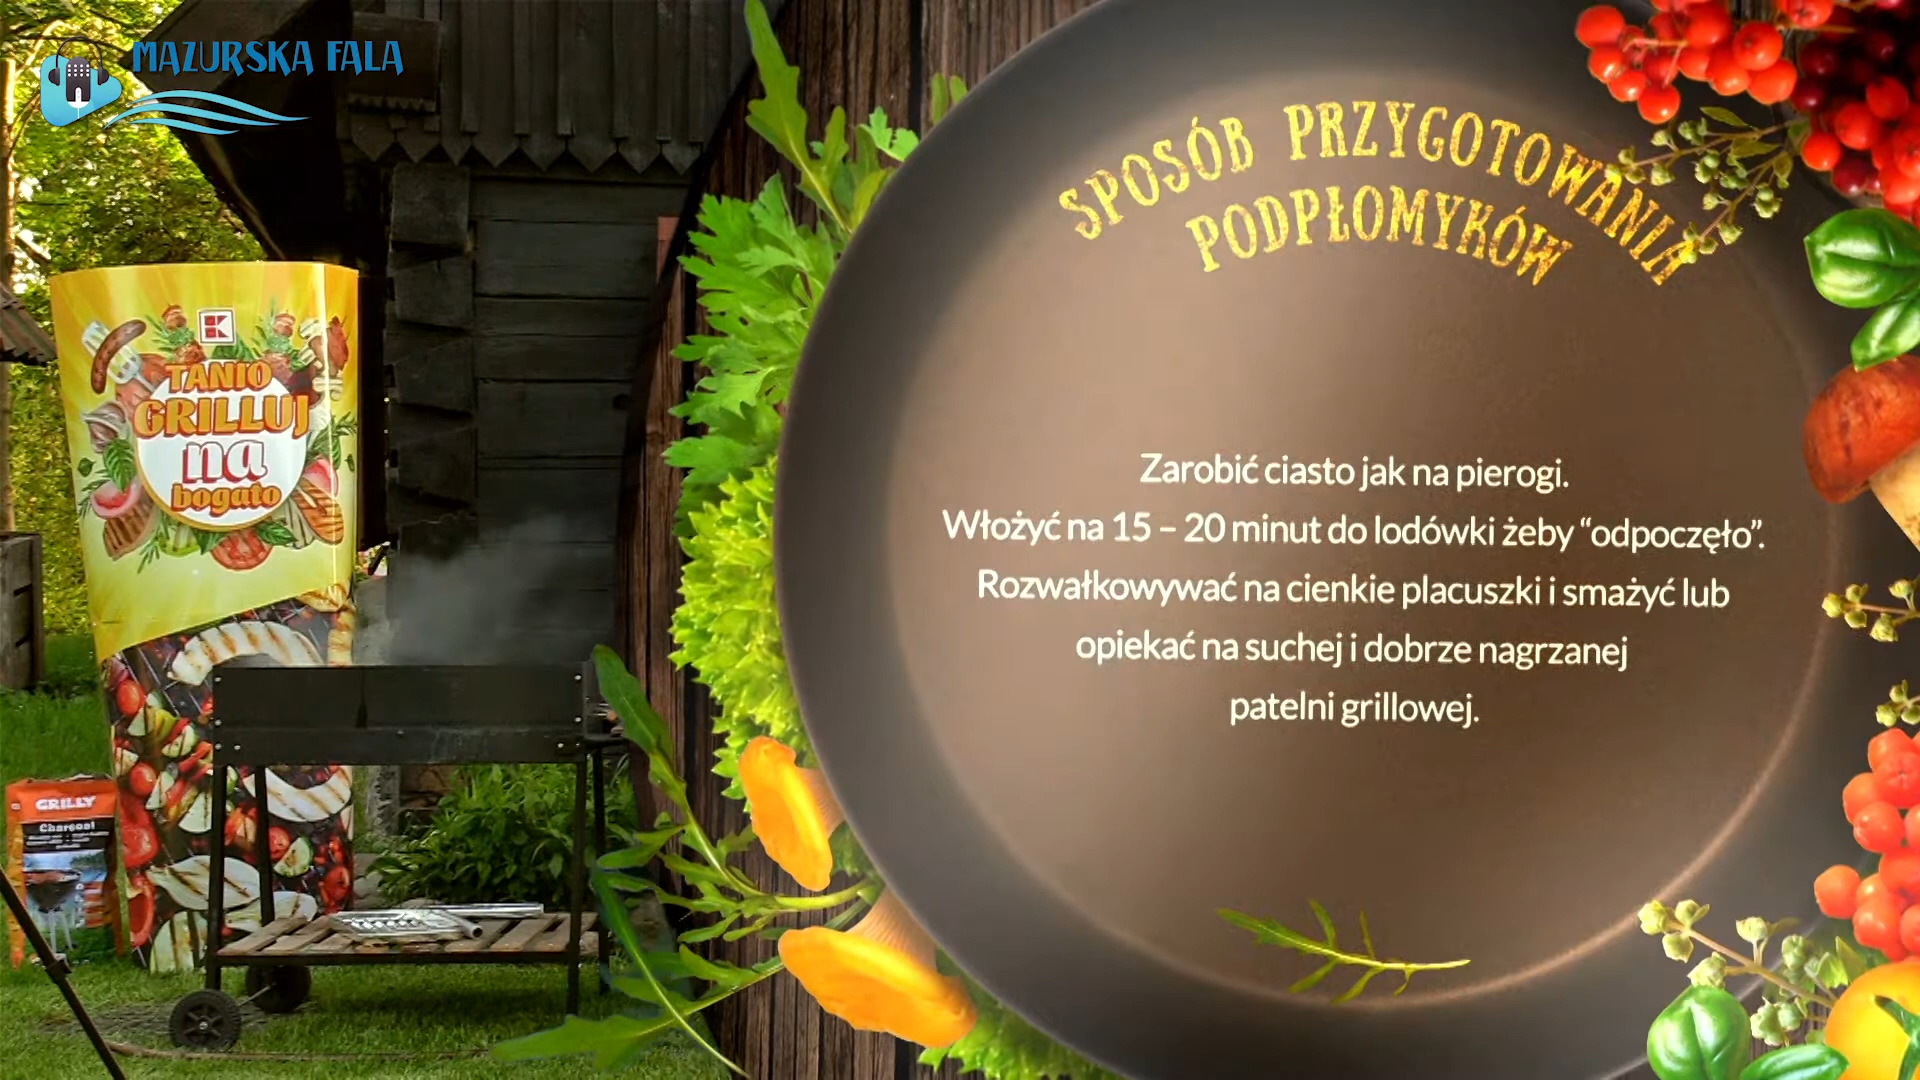 MAZURSKA FALA
TANIO
GRILLUJ
na
bogato
GRILLY
Charcoal
SPOSÓB PRZYGOTOWANIA
PODPŁOMYKÓW
Zarobić ciasto jak na pierogi.
Włożyć na 15 – 20 minut do lodówki żeby “odpoczęło”.
Rozwałkowywać na cienkie placuszki i smażyć lub
opiekać na suchej i dobrze nagrzanej
patelni grillowej.